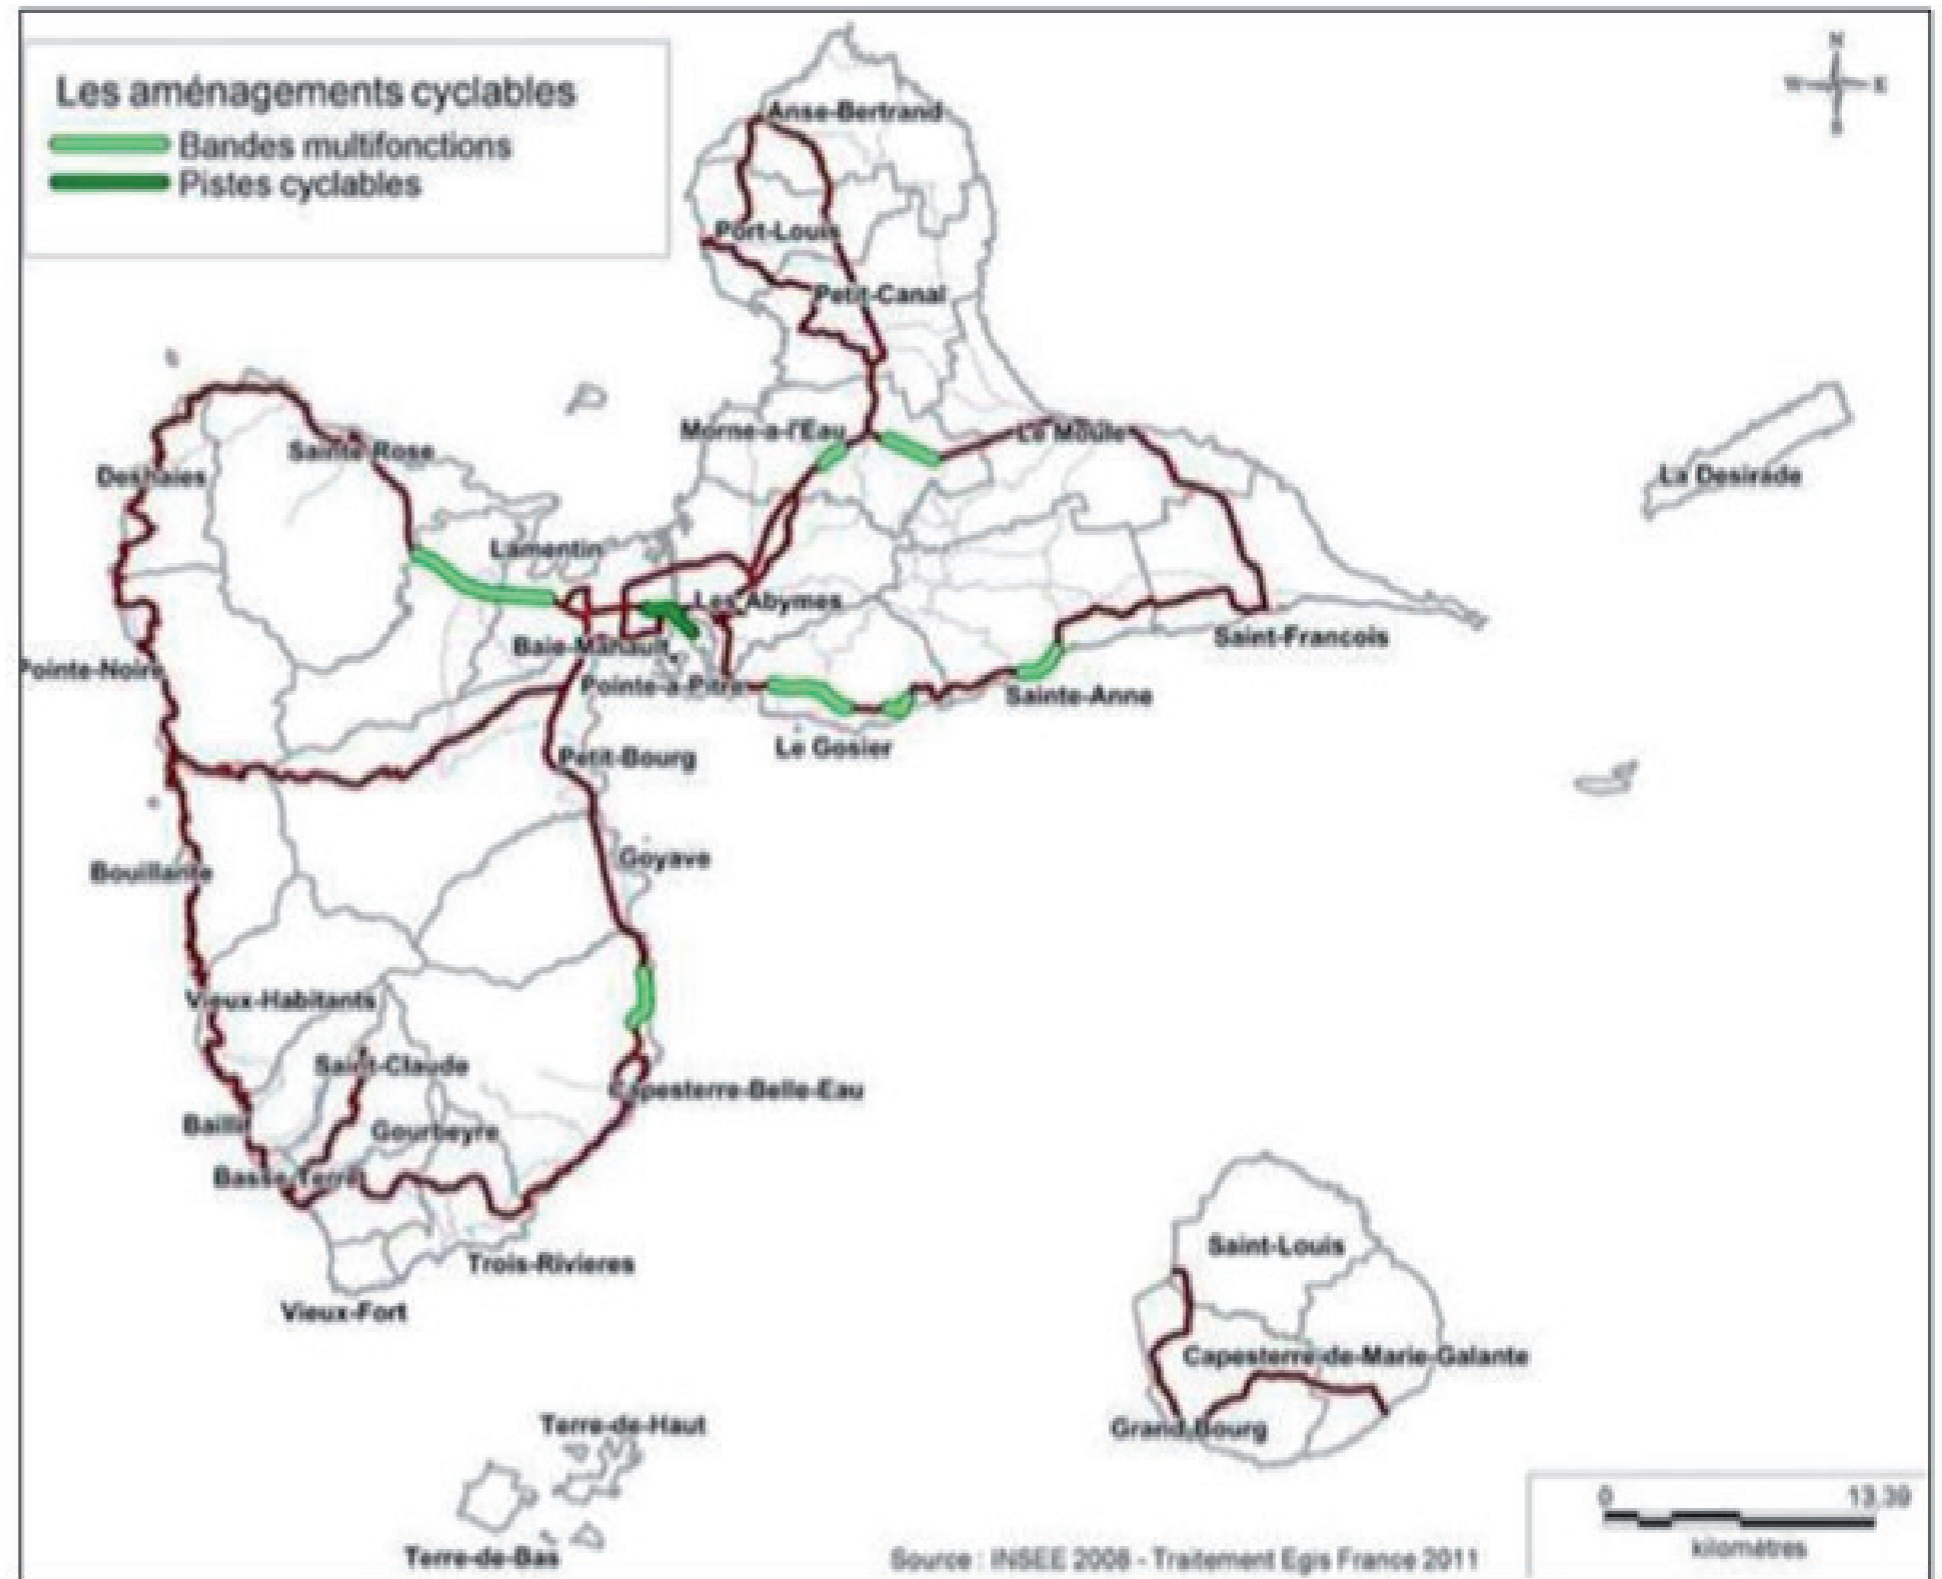 Les aménagements cyclables
Bandes multifonctions
Pistes cyclables
N
W
E
S
Anse-Bertrand
Port-Louis
Petit-Canal
Morne-a-l'Eau
Le Moule
Sainte Rose
Deshaies
La Desirade
Lamentin
Les Abymes
Saint-Francois
Baie-Mahault
Pointe-Noire
Pointe-a-Pitre
Sainte-Anne
Le Gosier
Petit-Bourg
Goyave
Bouillante
Vieux-Habitants
Saint-Claude
Capesterre-Belle-Eau
Baillif
Gourbeyre
Basse-Terre
Trois-Rivieres
Vieux-Fort
Saint-Louis
Capesterre-de-Marie-Galante
Grand Bourg
Terre-de-Haut
Terre-de-Bas
0 13,39
kilomètres
Source : INSEE 2008 - Traitement Egis France 2011